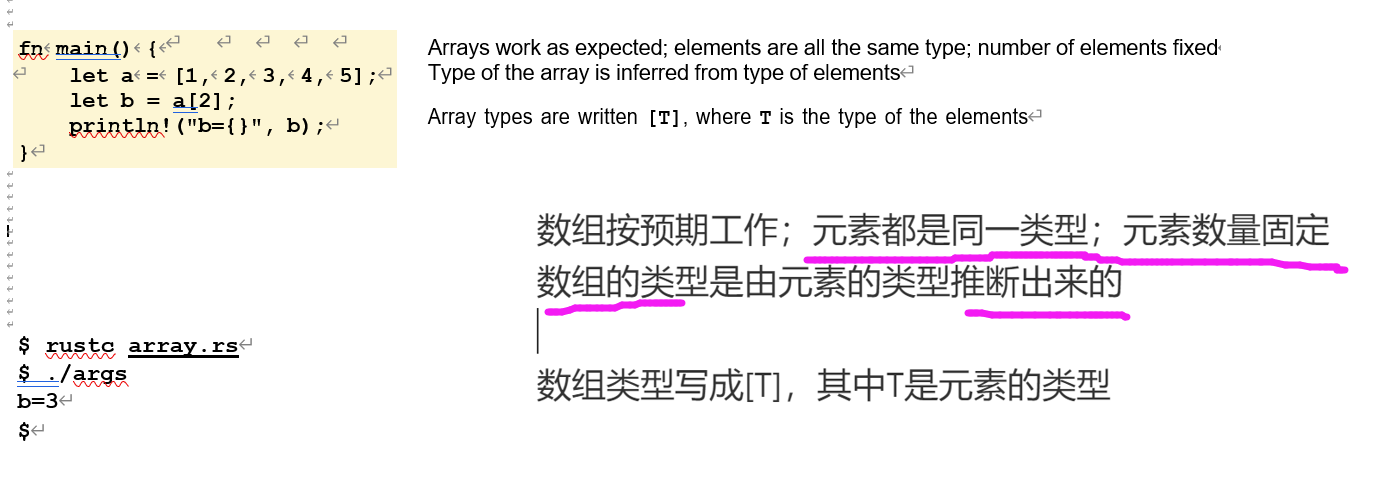 fn main() {
let a = [1, 2, 3, 4, 5];
let b = a[2];
println!("b={}", b);
}
Arrays work as expected; elements are all the same type; number of elements fixed
Type of the array is inferred from type of elements
Array types are written [T], where T is the type of the elements
数组按预期工作；元素都是同一类型；元素数量固定
数组的类型是由元素的类型推断出来的
数组类型写成[T]，其中T是元素的类型
$ rustc array.rs
$ ./args
b=3
$